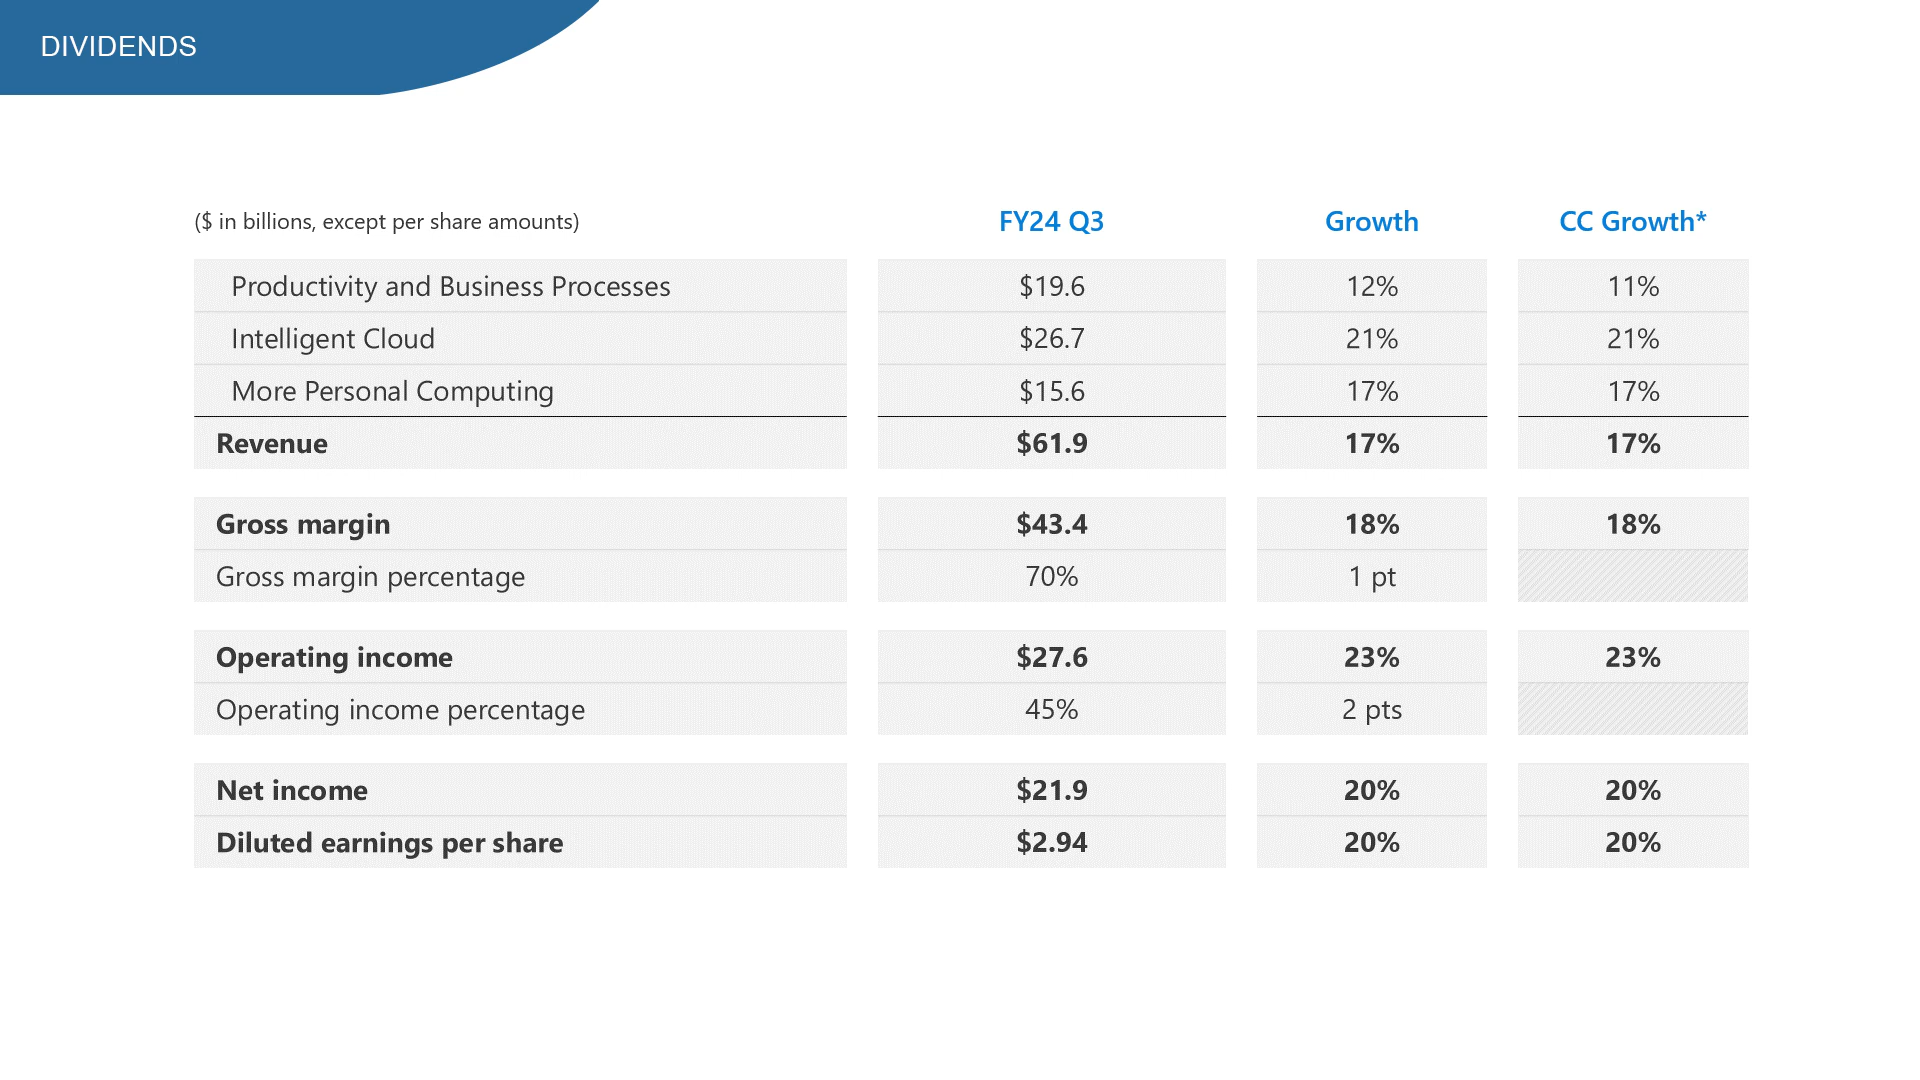 DIVIDENDS
($ in billions, except per share amounts) FY24 Q3 Growth CC Growth*
Productivity and Business Processes $19.6 12% 11%
Intelligent Cloud $26.7 21% 21%
More Personal Computing $15.6 17% 17%
Revenue $61.9 17% 17%
Gross margin $43.4 18% 18%
Gross margin percentage 70% 1 pt
Operating income $27.6 23% 23%
Operating income percentage 45% 2 pts
Net income $21.9 20% 20%
Diluted earnings per share $2.94 20% 20%